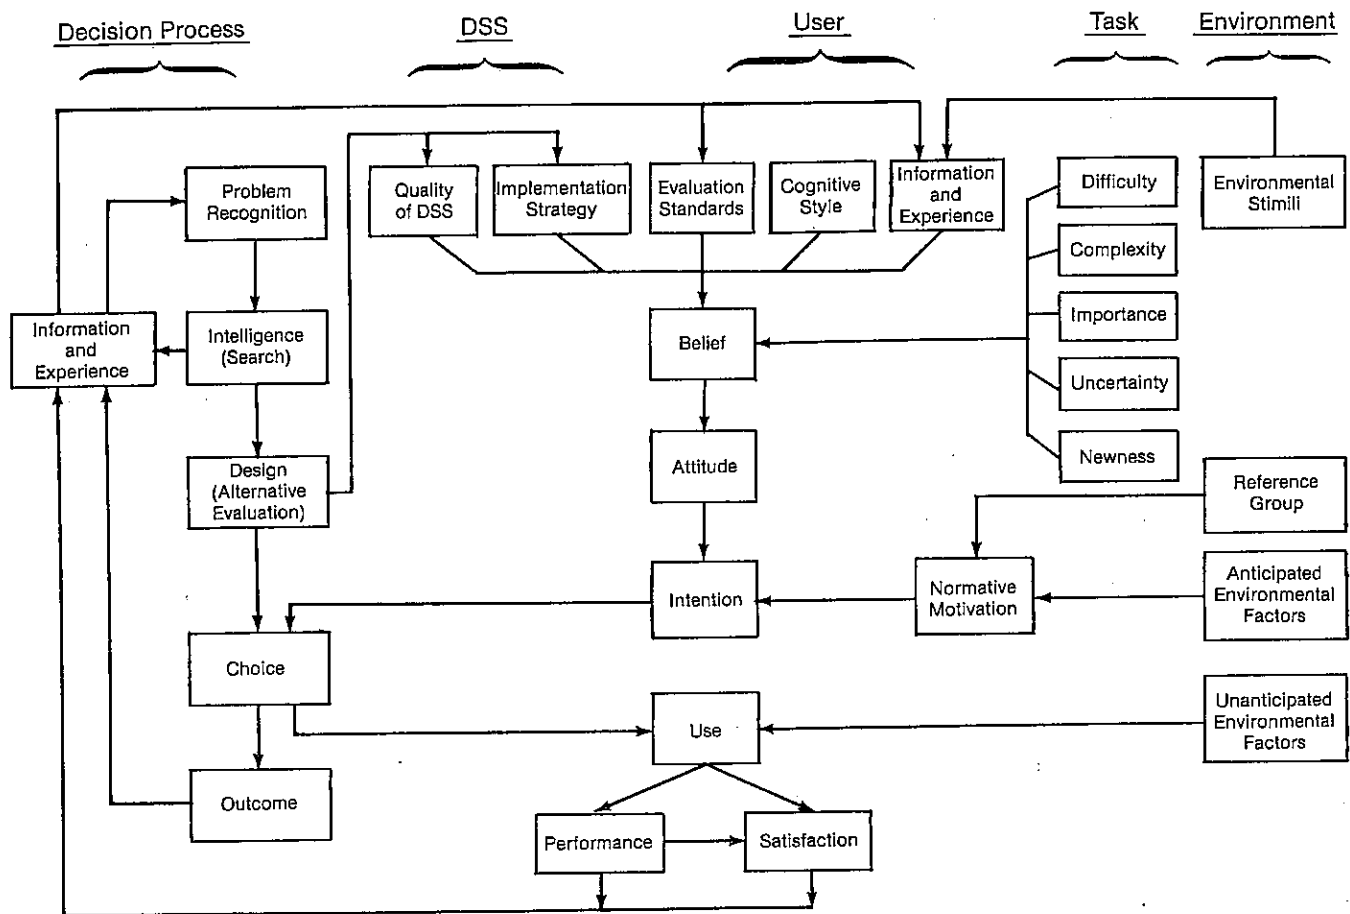 Decision Process
DSS
User
Task
Environment
Problem
Recognition
Quality
of DSS
Implementation
Strategy
Evaluation
Standards
Cognitive
Style
Information
and
Experience
Difficulty
Environmental
Stimili
Complexity
Information
and
Experience
Intelligence
(Search)
Belief
Importance
Uncertainty
Design
(Alternative
Evaluation)
Attitude
Newness
Reference
Group
Intention
Normative
Motivation
Anticipated
Environmental
Factors
Choice
Use
Unanticipated
Environmental
Factors
Outcome
Performance
Satisfaction